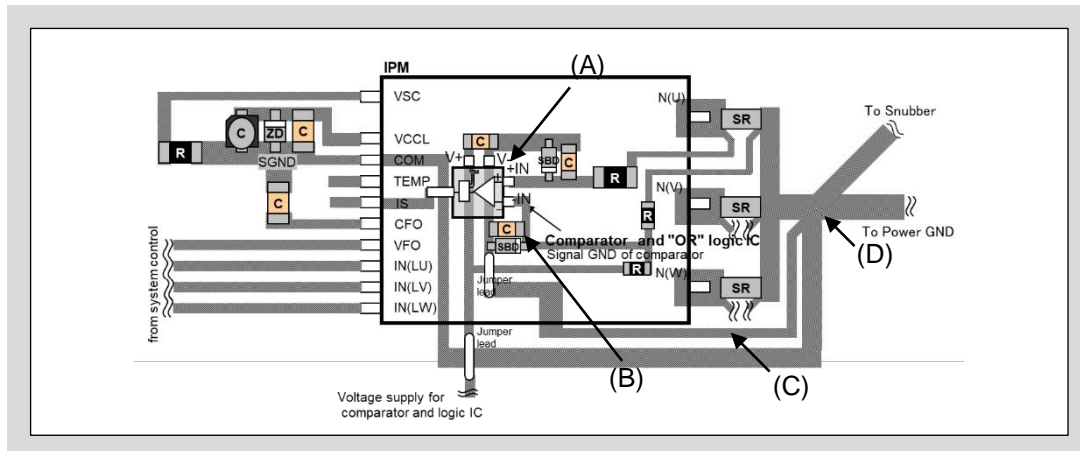 IPM
(A)
VSC
VCCL
COM
TEMP
IS
CFO
VFO
IN(LU)
IN(LV)
IN(LW)
from system control
C
ZD
C
R
SGND
C
C
V+
V-
+IN
-IN
SBD
C
R
C
SBD
R
R
Comparator and "OR" logic IC
Signal GND of comparator
Jumper
lead
Jumper
lead
Voltage supply for
comparator and logic IC
N(U)
SR
N(V)
SR
N(W)
SR
To Snubber
To Power GND
(D)
(B)
(C)